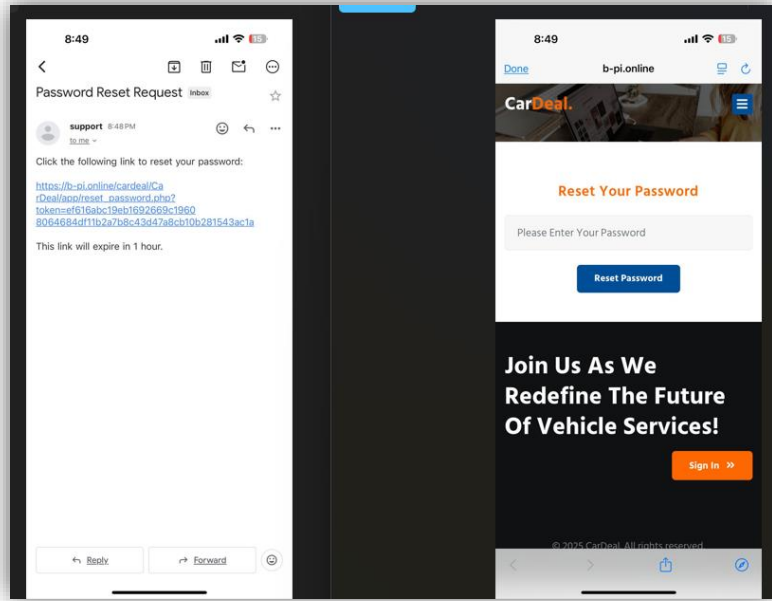 8:49
15
Password Reset Request Inbox
support 8:48 PM
to me
Click the following link to reset your password:
https://b-pi.online/cardeal/Ca
rDeal/app/reset_password.php?
token=ef616abc19eb1692669c1960
8064684df11b2a7b8c43d47a8cb10b281543ac1a
This link will expire in 1 hour.
Reply
Forward
8:49
15
Done
b-pi.online
CarDeal.
Reset Your Password
Please Enter Your Password
Reset Password
Join Us As We
Redefine The Future
Of Vehicle Services!
Sign In »
© 2025 CarDeal. All rights reserved.